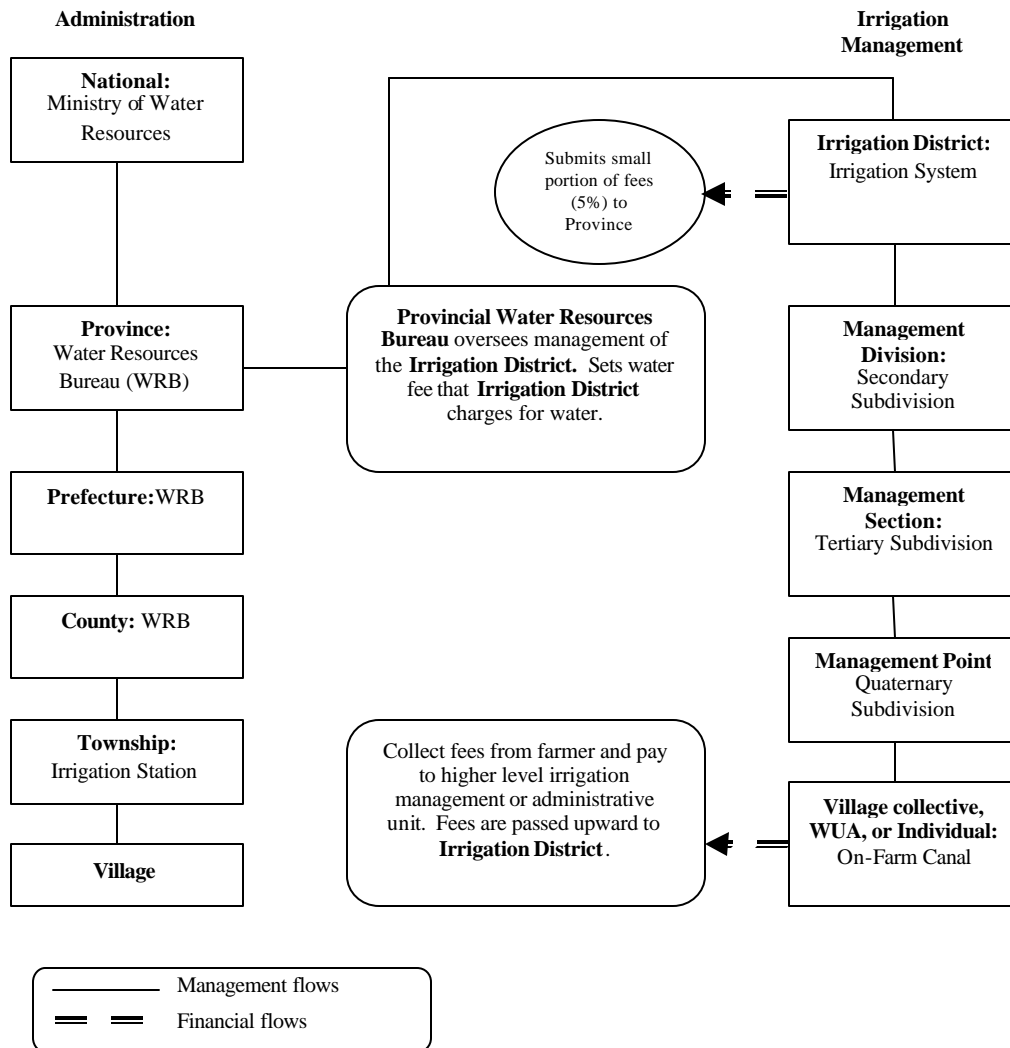 Administration
Irrigation
Management
National:
Ministry of Water
Resources
Irrigation District:
Irrigation System
Submits small
portion of fees
(5%) to
Province
Province:
Water Resources
Bureau (WRB)
Provincial Water Resources
Bureau oversees management of
the Irrigation District. Sets water
fee that Irrigation District
charges for water.
Management
Division:
Secondary
Subdivision
Prefecture:WRB
Management
Section:
Tertiary Subdivision
County: WRB
Management Point
Quaternary
Subdivision
Township:
Irrigation Station
Collect fees from farmer and pay
to higher level irrigation
management or administrative
unit. Fees are passed upward to
Irrigation District.
Village collective,
WUA, or Individual:
On-Farm Canal
Village
Management flows
Financial flows